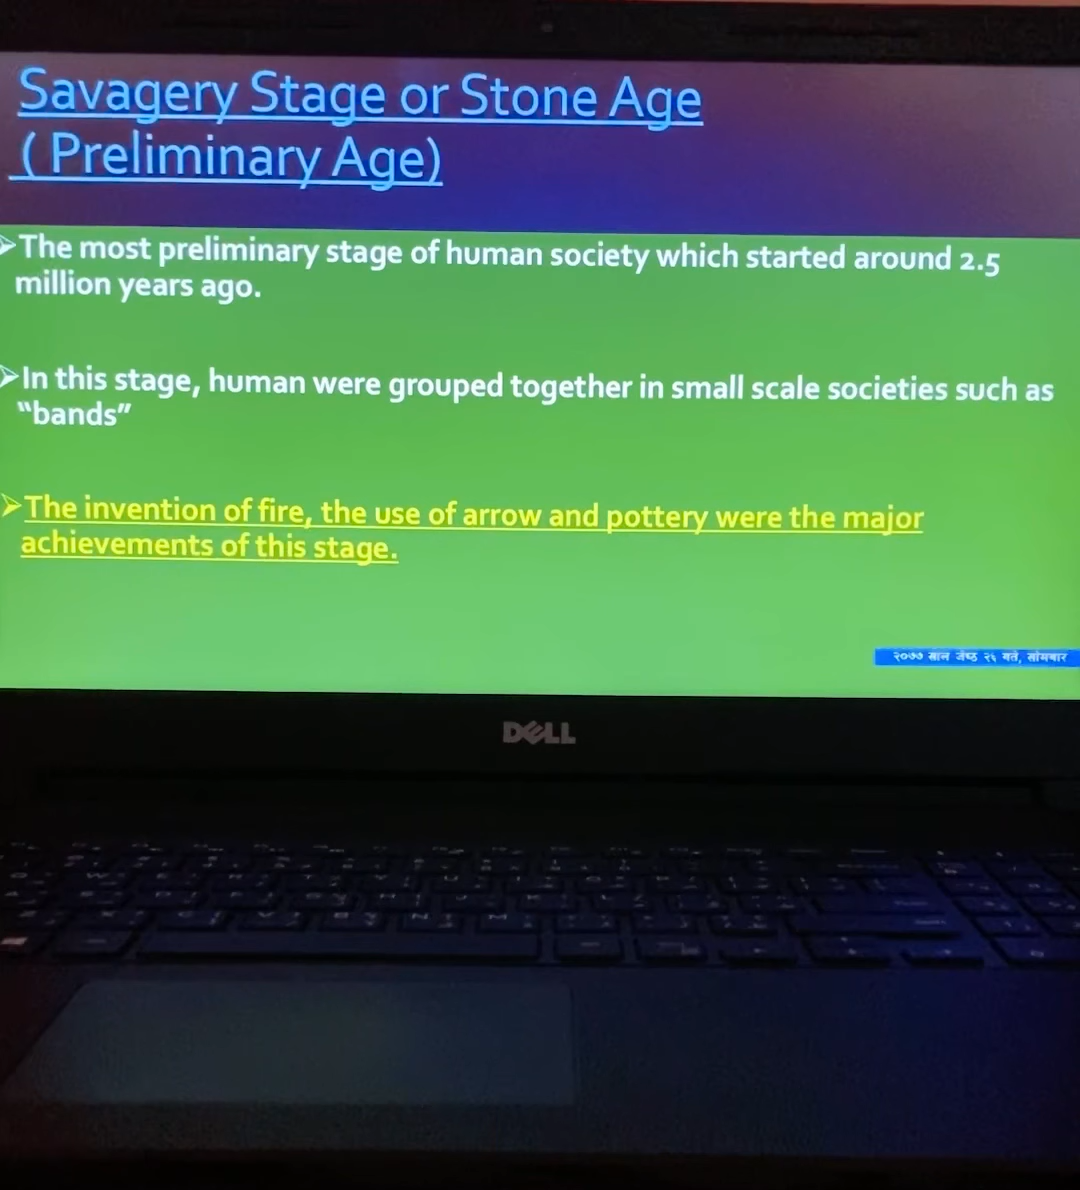 Savagery Stage or Stone Age
( Preliminary Age)
The most preliminary stage of human society which started around 2.5
million years ago.
In this stage, human were grouped together in small scale societies such as
“bands”
The invention of fire, the use of arrow and pottery were the major
achievements of this stage.
२०७७ साल जेष्ठ २६ गते, सोमबार
DELL